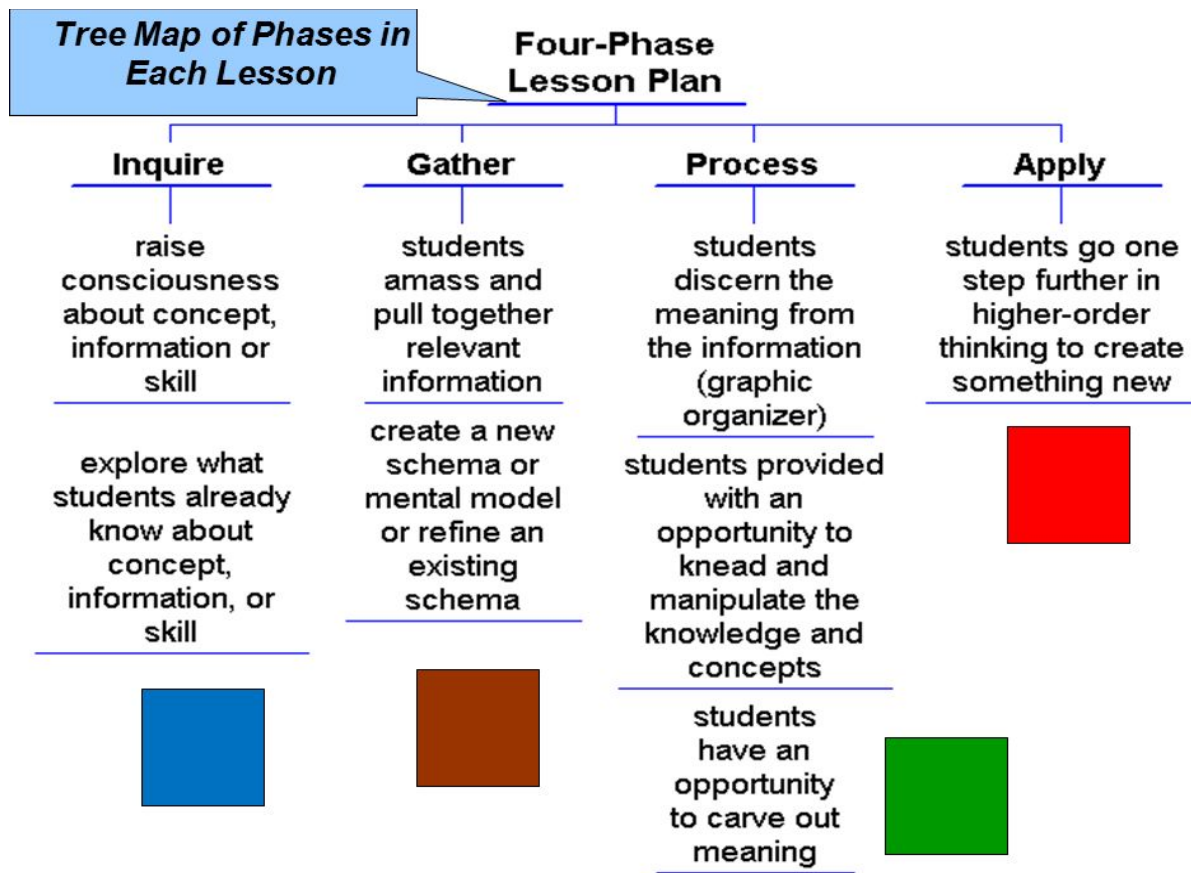 Tree Map of Phases in
Each Lesson
Four-Phase
Lesson Plan
Inquire
raise
consciousness
about concept,
information or
skill
explore what
students already
know about
concept,
information, or
skill
Gather
students
amass and
pull together
relevant
information
create a new
schema or
mental model
or refine an
existing
schema
Process
students
discern the
meaning from
the information
(graphic
organizer)
students provided
with an
opportunity to
knead and
manipulate the
knowledge and
concepts
students
have an
opportunity
to carve out
meaning
Apply
students go one
step further in
higher-order
thinking to create
something new